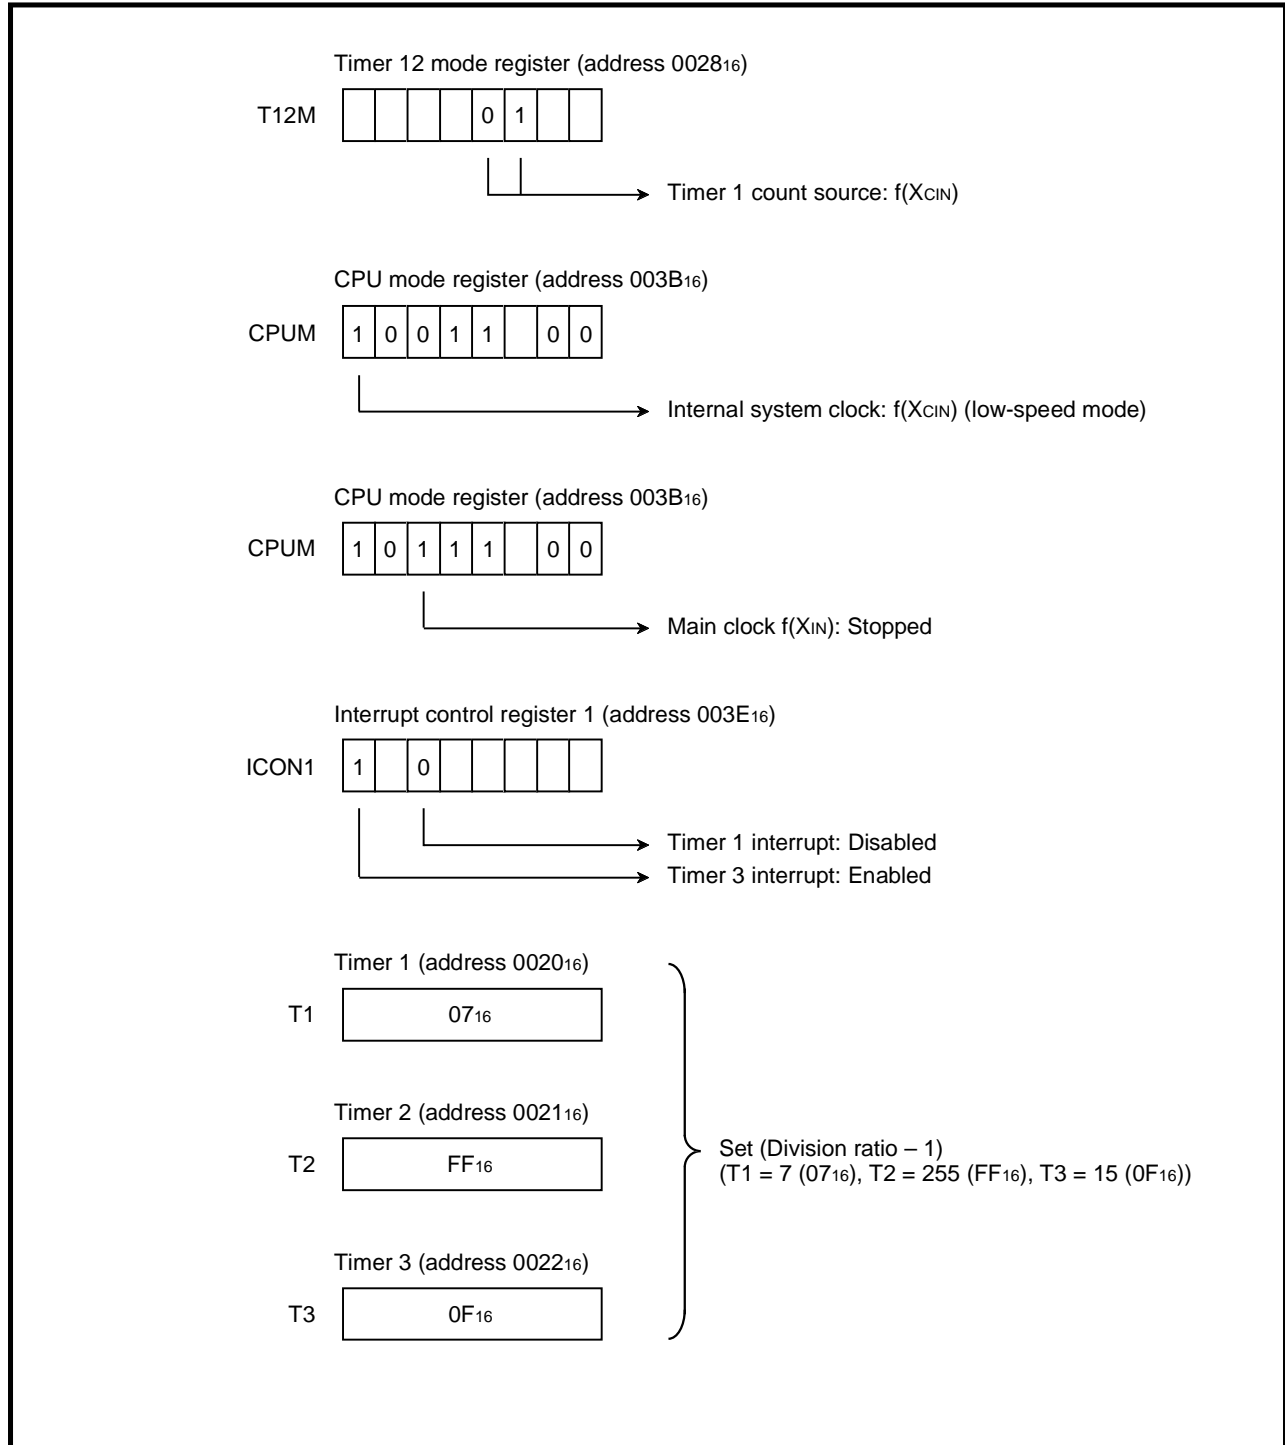 Timer 12 mode register (address 0028₁₆)
T12M 0 1
Timer 1 count source: f(XCIN)
CPU mode register (address 003B₁₆)
CPUM 1 0 0 1 1 0 0
Internal system clock: f(XCIN) (low-speed mode)
CPU mode register (address 003B₁₆)
CPUM 1 0 1 1 1 0 0
Main clock f(XIN): Stopped
Interrupt control register 1 (address 003E₁₆)
ICON1 1 0
Timer 1 interrupt: Disabled
Timer 3 interrupt: Enabled
Timer 1 (address 0020₁₆)
T1 07₁₆
Timer 2 (address 0021₁₆)
T2 FF₁₆
Set (Division ratio – 1)
(T1 = 7 (07₁₆), T2 = 255 (FF₁₆), T3 = 15 (0F₁₆))
Timer 3 (address 0022₁₆)
T3 0F₁₆